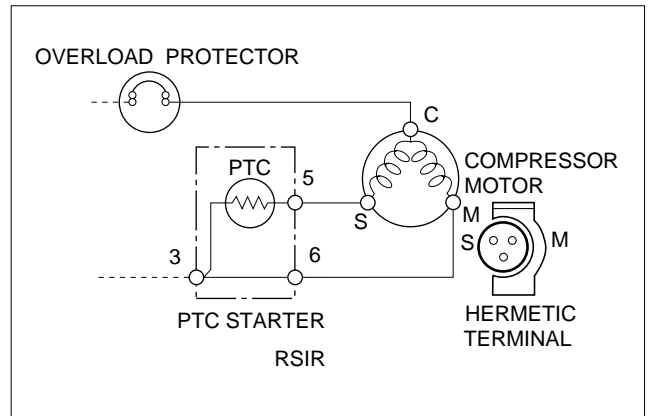 OVERLOAD PROTECTOR
C
PTC
5
COMPRESSOR
MOTOR
S
M
S
M
3
6
PTC STARTER
HERMETIC
TERMINAL
RSIR